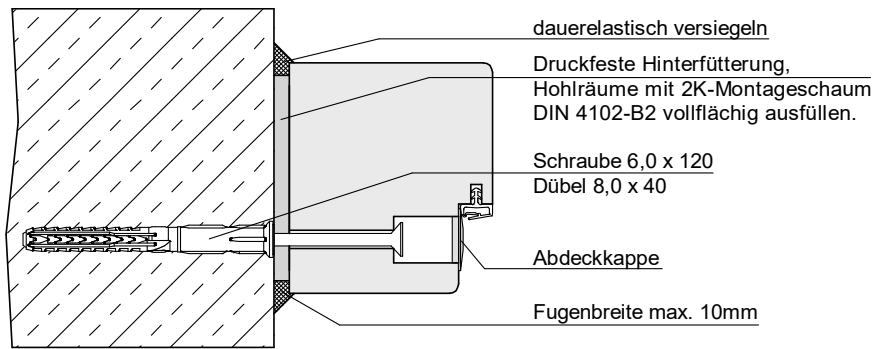 dauerelastisch versiegeln
Druckfeste Hinterfütterung,
Hohlräume mit 2K-Montageschaum
DIN 4102-B2 vollflächig ausfüllen.
Schraube 6,0 x 120
Dübel 8,0 x 40
Abdeckkappe
Fugenbreite max. 10mm